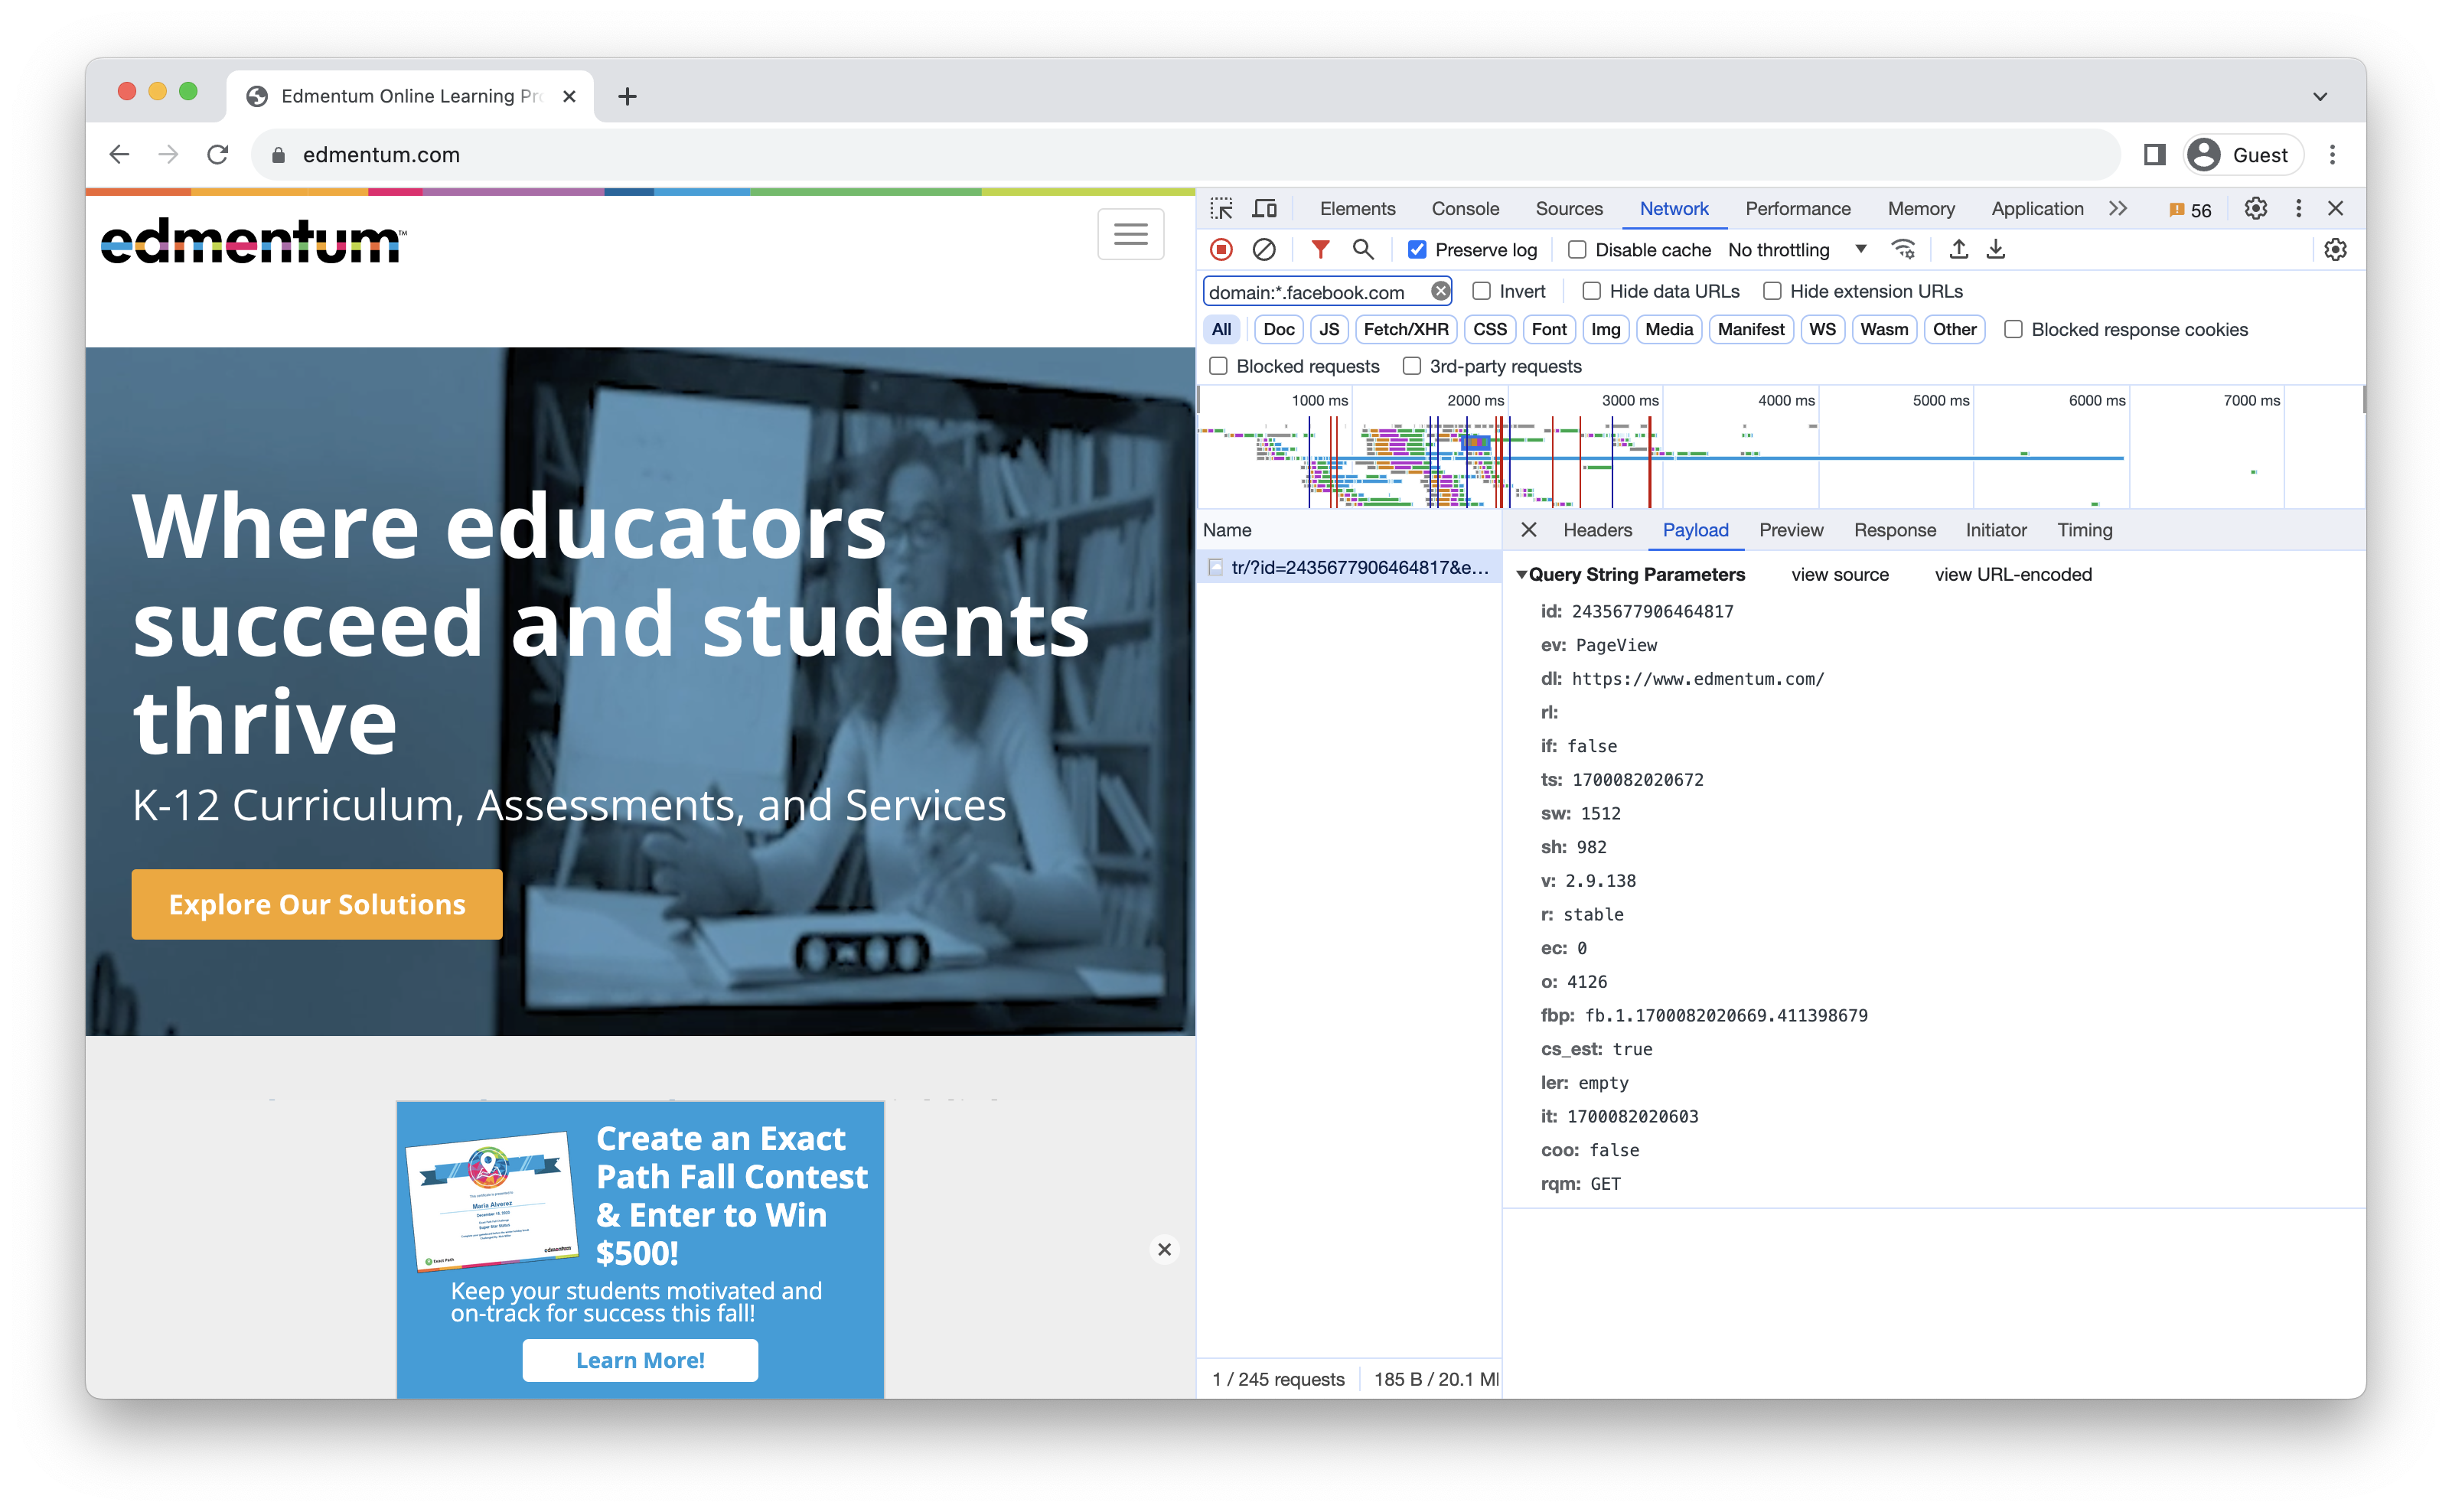 Edmentum Online Learning Pr
edmentum.com
Guest
edmentum™
Where educators
succeed and students
thrive
K-12 Curriculum, Assessments, and Services
Explore Our Solutions
Maria Alvarez
Exact Path
edmentum
Create an Exact
Path Fall Contest
& Enter to Win
$500!
Keep your students motivated and
on-track for success this fall!
Learn More!
Elements Console Sources Network Performance Memory Application 56
Preserve log Disable cache No throttling
domain:*.facebook.com Invert Hide data URLs Hide extension URLs
All Doc JS Fetch/XHR CSS Font Img Media Manifest WS Wasm Other Blocked response cookies
Blocked requests 3rd-party requests
1000 ms 2000 ms 3000 ms 4000 ms 5000 ms 6000 ms 7000 ms
Name
tr/?id=2435677906464817&e...
1 / 245 requests 185 B / 20.1 M
Headers Payload Preview Response Initiator Timing
Query String Parameters view source view URL-encoded
id: 2435677906464817
ev: PageView
dl: https://www.edmentum.com/
rl:
if: false
ts: 1700082020672
sw: 1512
sh: 982
v: 2.9.138
r: stable
ec: 0
o: 4126
fbp: fb.1.1700082020669.411398679
cs_est: true
ler: empty
it: 1700082020603
coo: false
rqm: GET